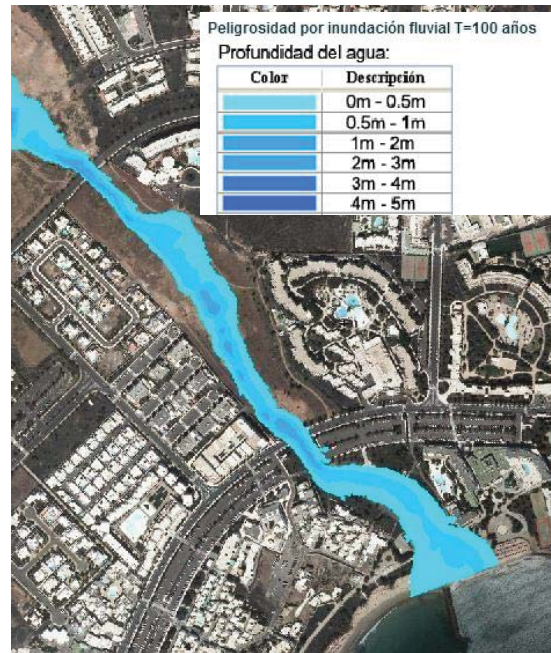 Peligrosidad por inundación fluvial T=100 años
Profundidad del agua:
Color Descripción
0m - 0.5m
0.5m - 1m
1m - 2m
2m - 3m
3m - 4m
4m - 5m